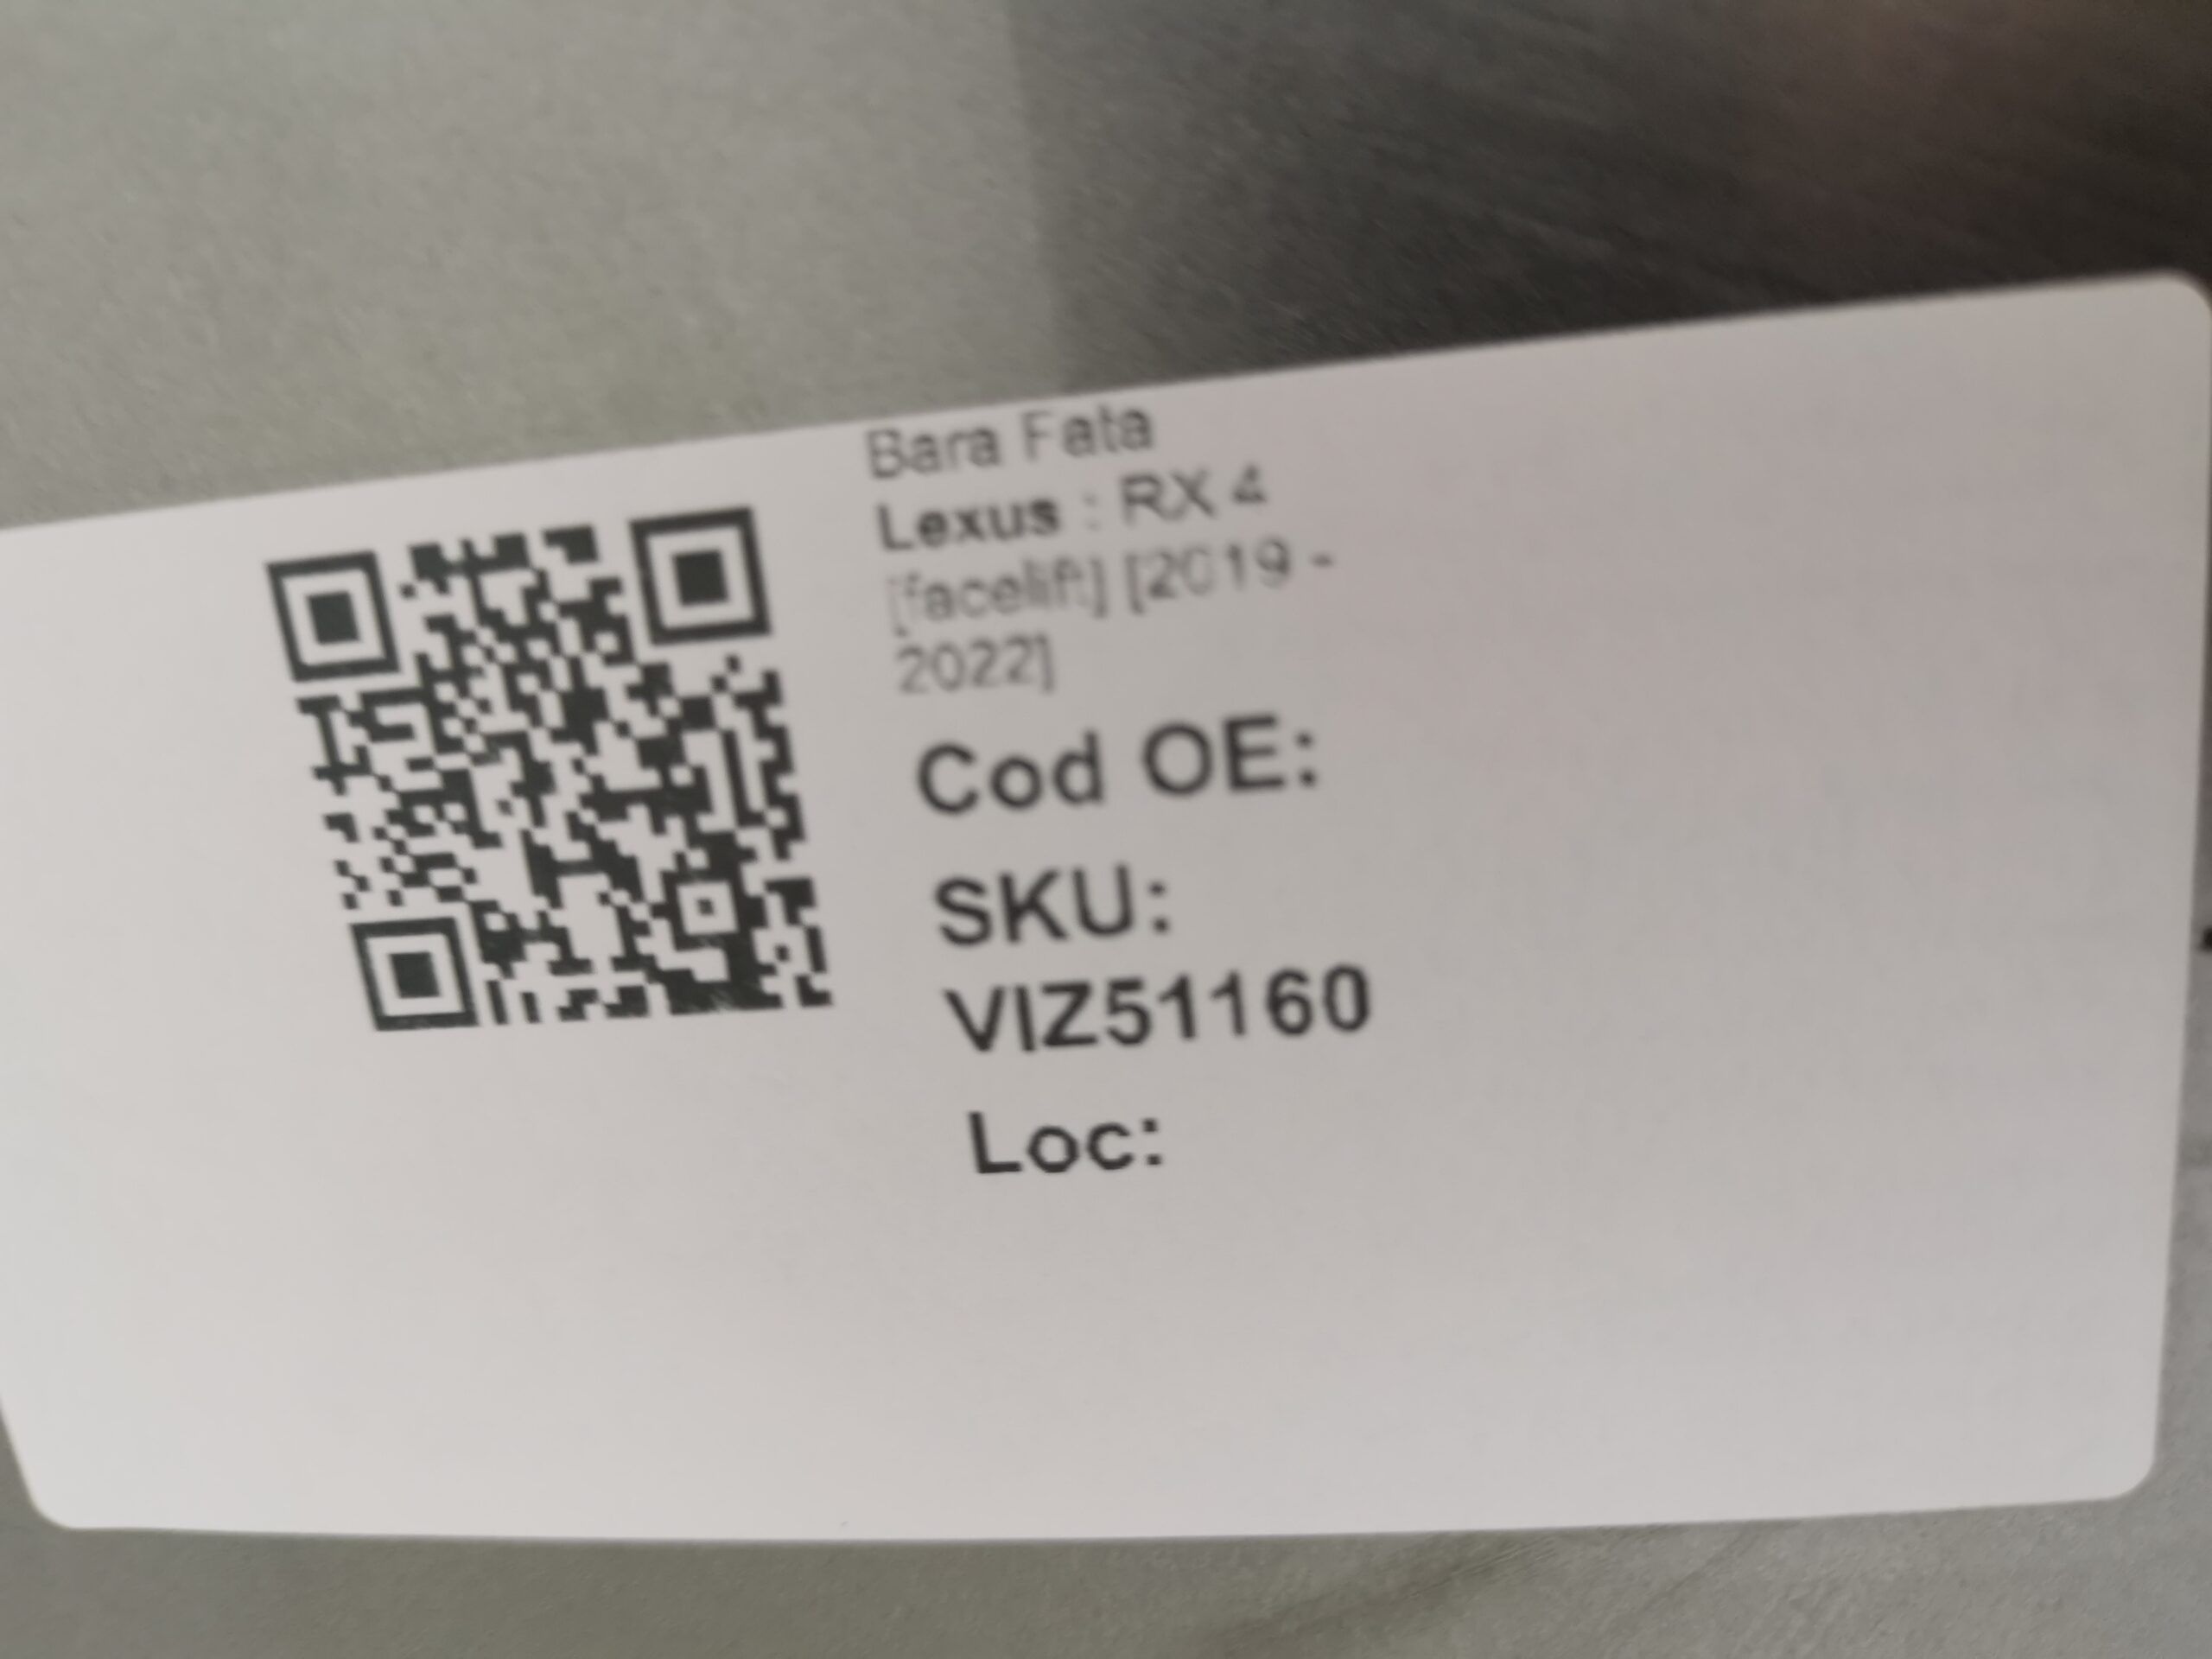 Bara Fata
Lexus : RX 4
[facelift] [2019 -
2022]
Cod OE:
SKU:
VIZ51160
Loc: